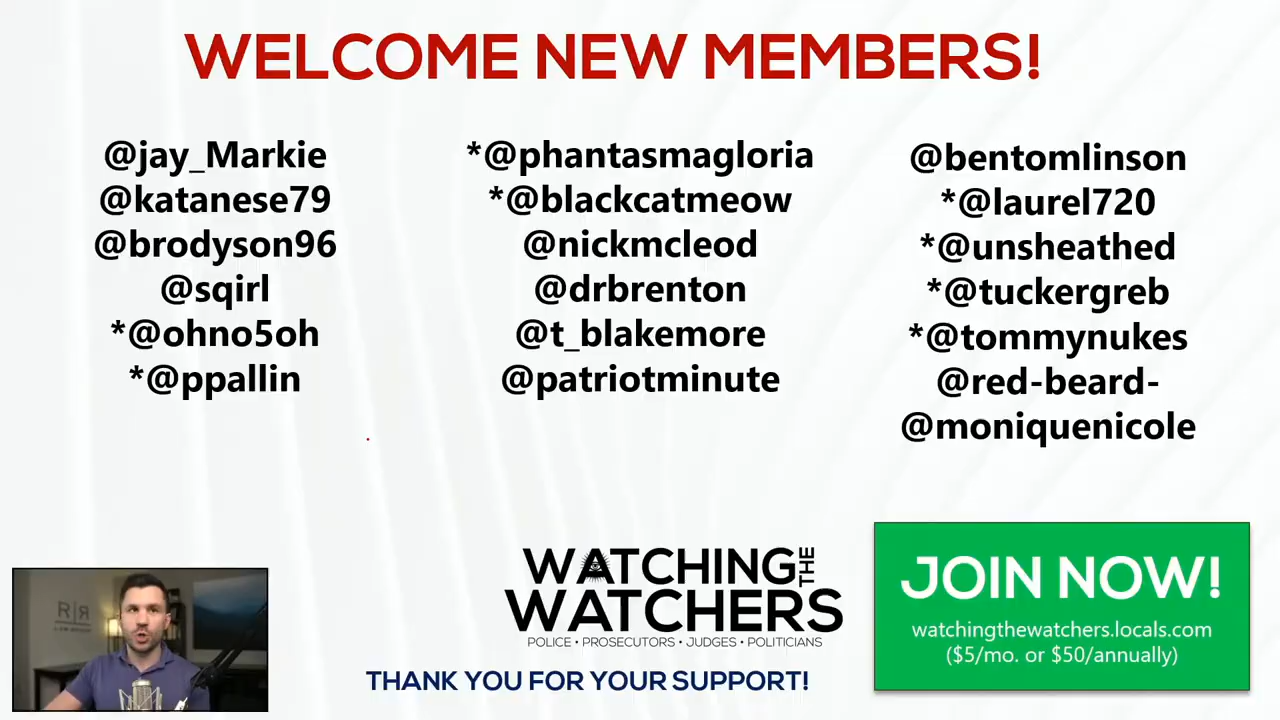 WELCOME NEW MEMBERS!
@jay_Markie
@katanese79
@brodyson96
@sqirl
*@ohno5oh
*@ppallin
*@phantasmagloria
*@blackcatmeow
@nickmcleod
@drbrenton
@t_blakemore
@patriotminute
@bentomlinson
*@laurel720
*@unsheathed
*@tuckergreb
*@tommynukes
@red-beard-
@moniquenicole
WATCHING THE
WATCHERS
POLICE • PROSECUTORS • JUDGES • POLITICIANS
THANK YOU FOR YOUR SUPPORT!
JOIN NOW!
watchingthewatchers.locals.com
($5/mo. or $50/annually)
R|R